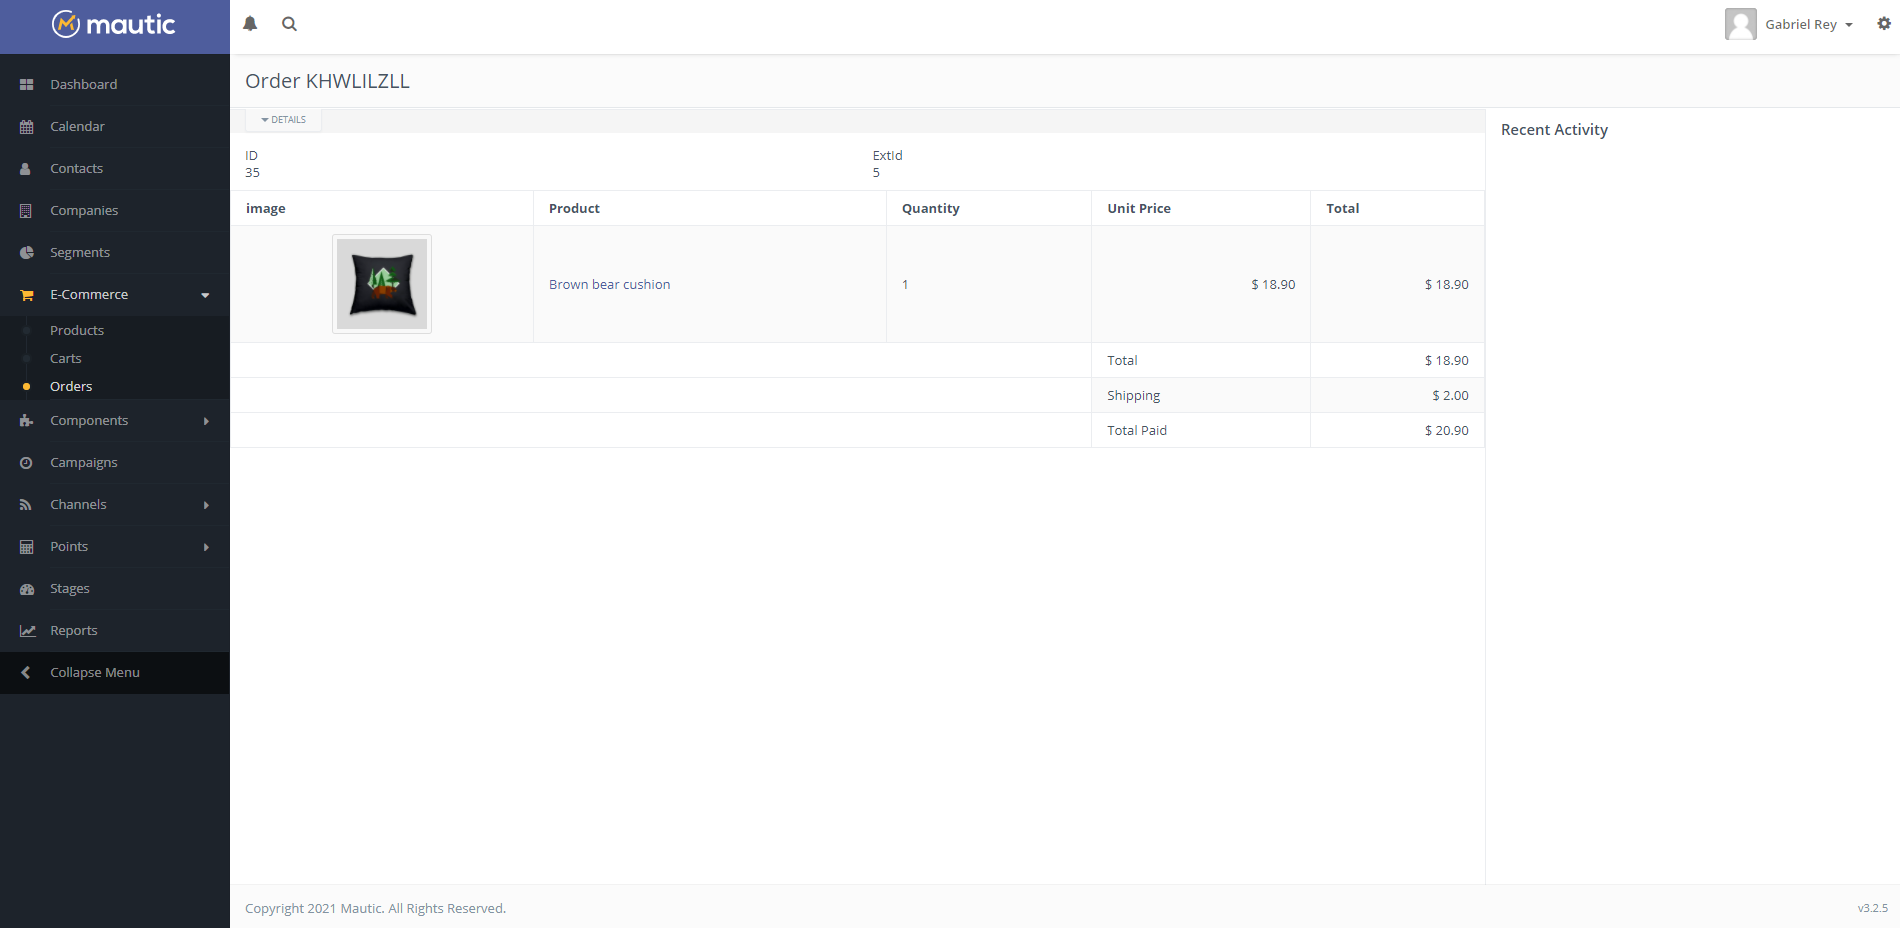 mautic
Gabriel Rey
Dashboard
Calendar
Contacts
Companies
Segments
E-Commerce
Products
Carts
Orders
Components
Campaigns
Channels
Points
Stages
Reports
Collapse Menu
Order KHWLILZLL
DETAILS
ID
35
ExtId
5
image Product Quantity Unit Price Total
Brown bear cushion 1 $ 18.90 $ 18.90
Total $ 18.90
Shipping $ 2.00
Total Paid $ 20.90
Recent Activity
Copyright 2021 Mautic. All Rights Reserved.
v3.2.5